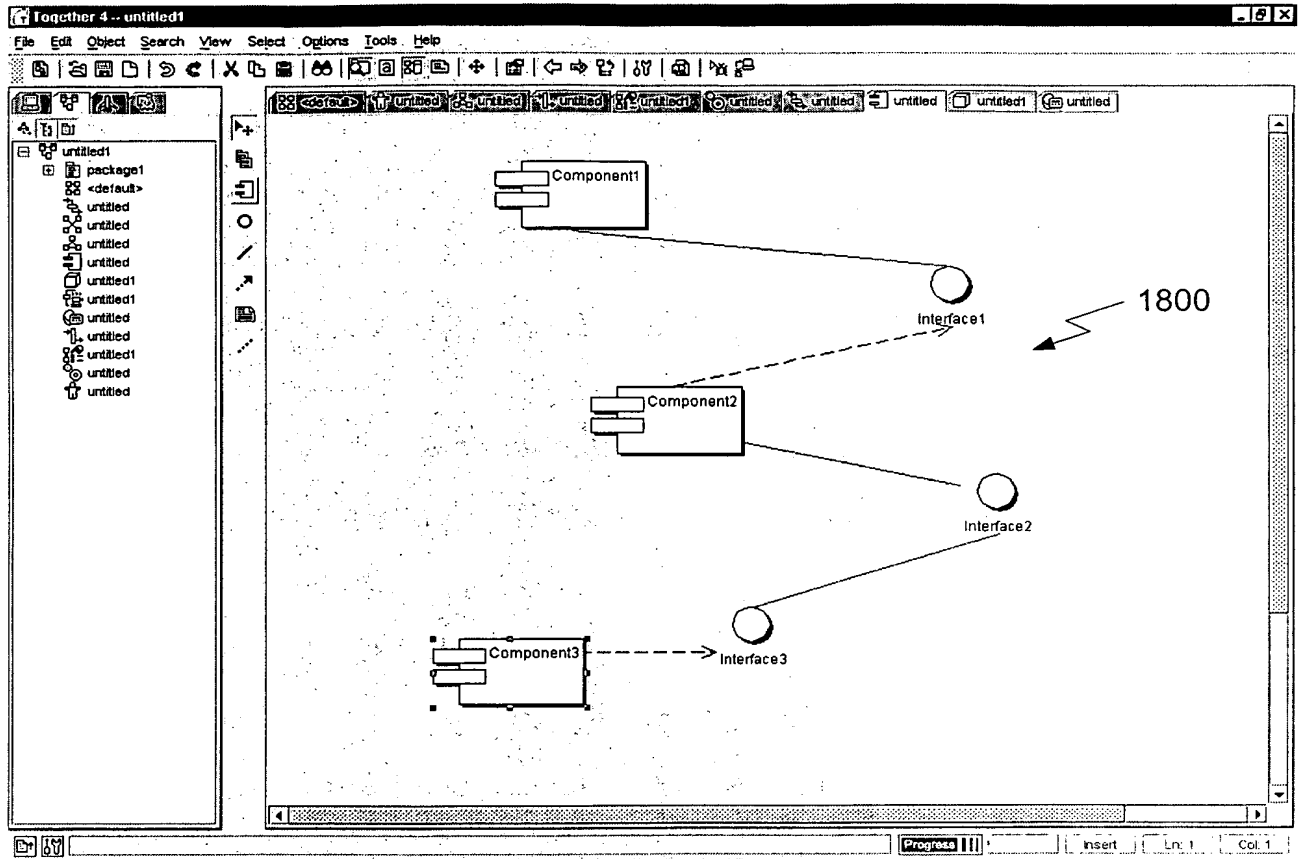 Together 4 -- untitled1
File Edit Object Search View Select Options Tools Help
<default> untitled untitled untitled untitled1 untitled untitled untitled untitled1 untitled
untitled1
package1
<default>
untitled
untitled
untitled
untitled
untitled1
untitled1
untitled
untitled
untitled1
untitled
untitled
Component1
Interface1
1800
Component2
Interface2
Component3
Interface3
Progress Insert Ln: 1 Col: 1